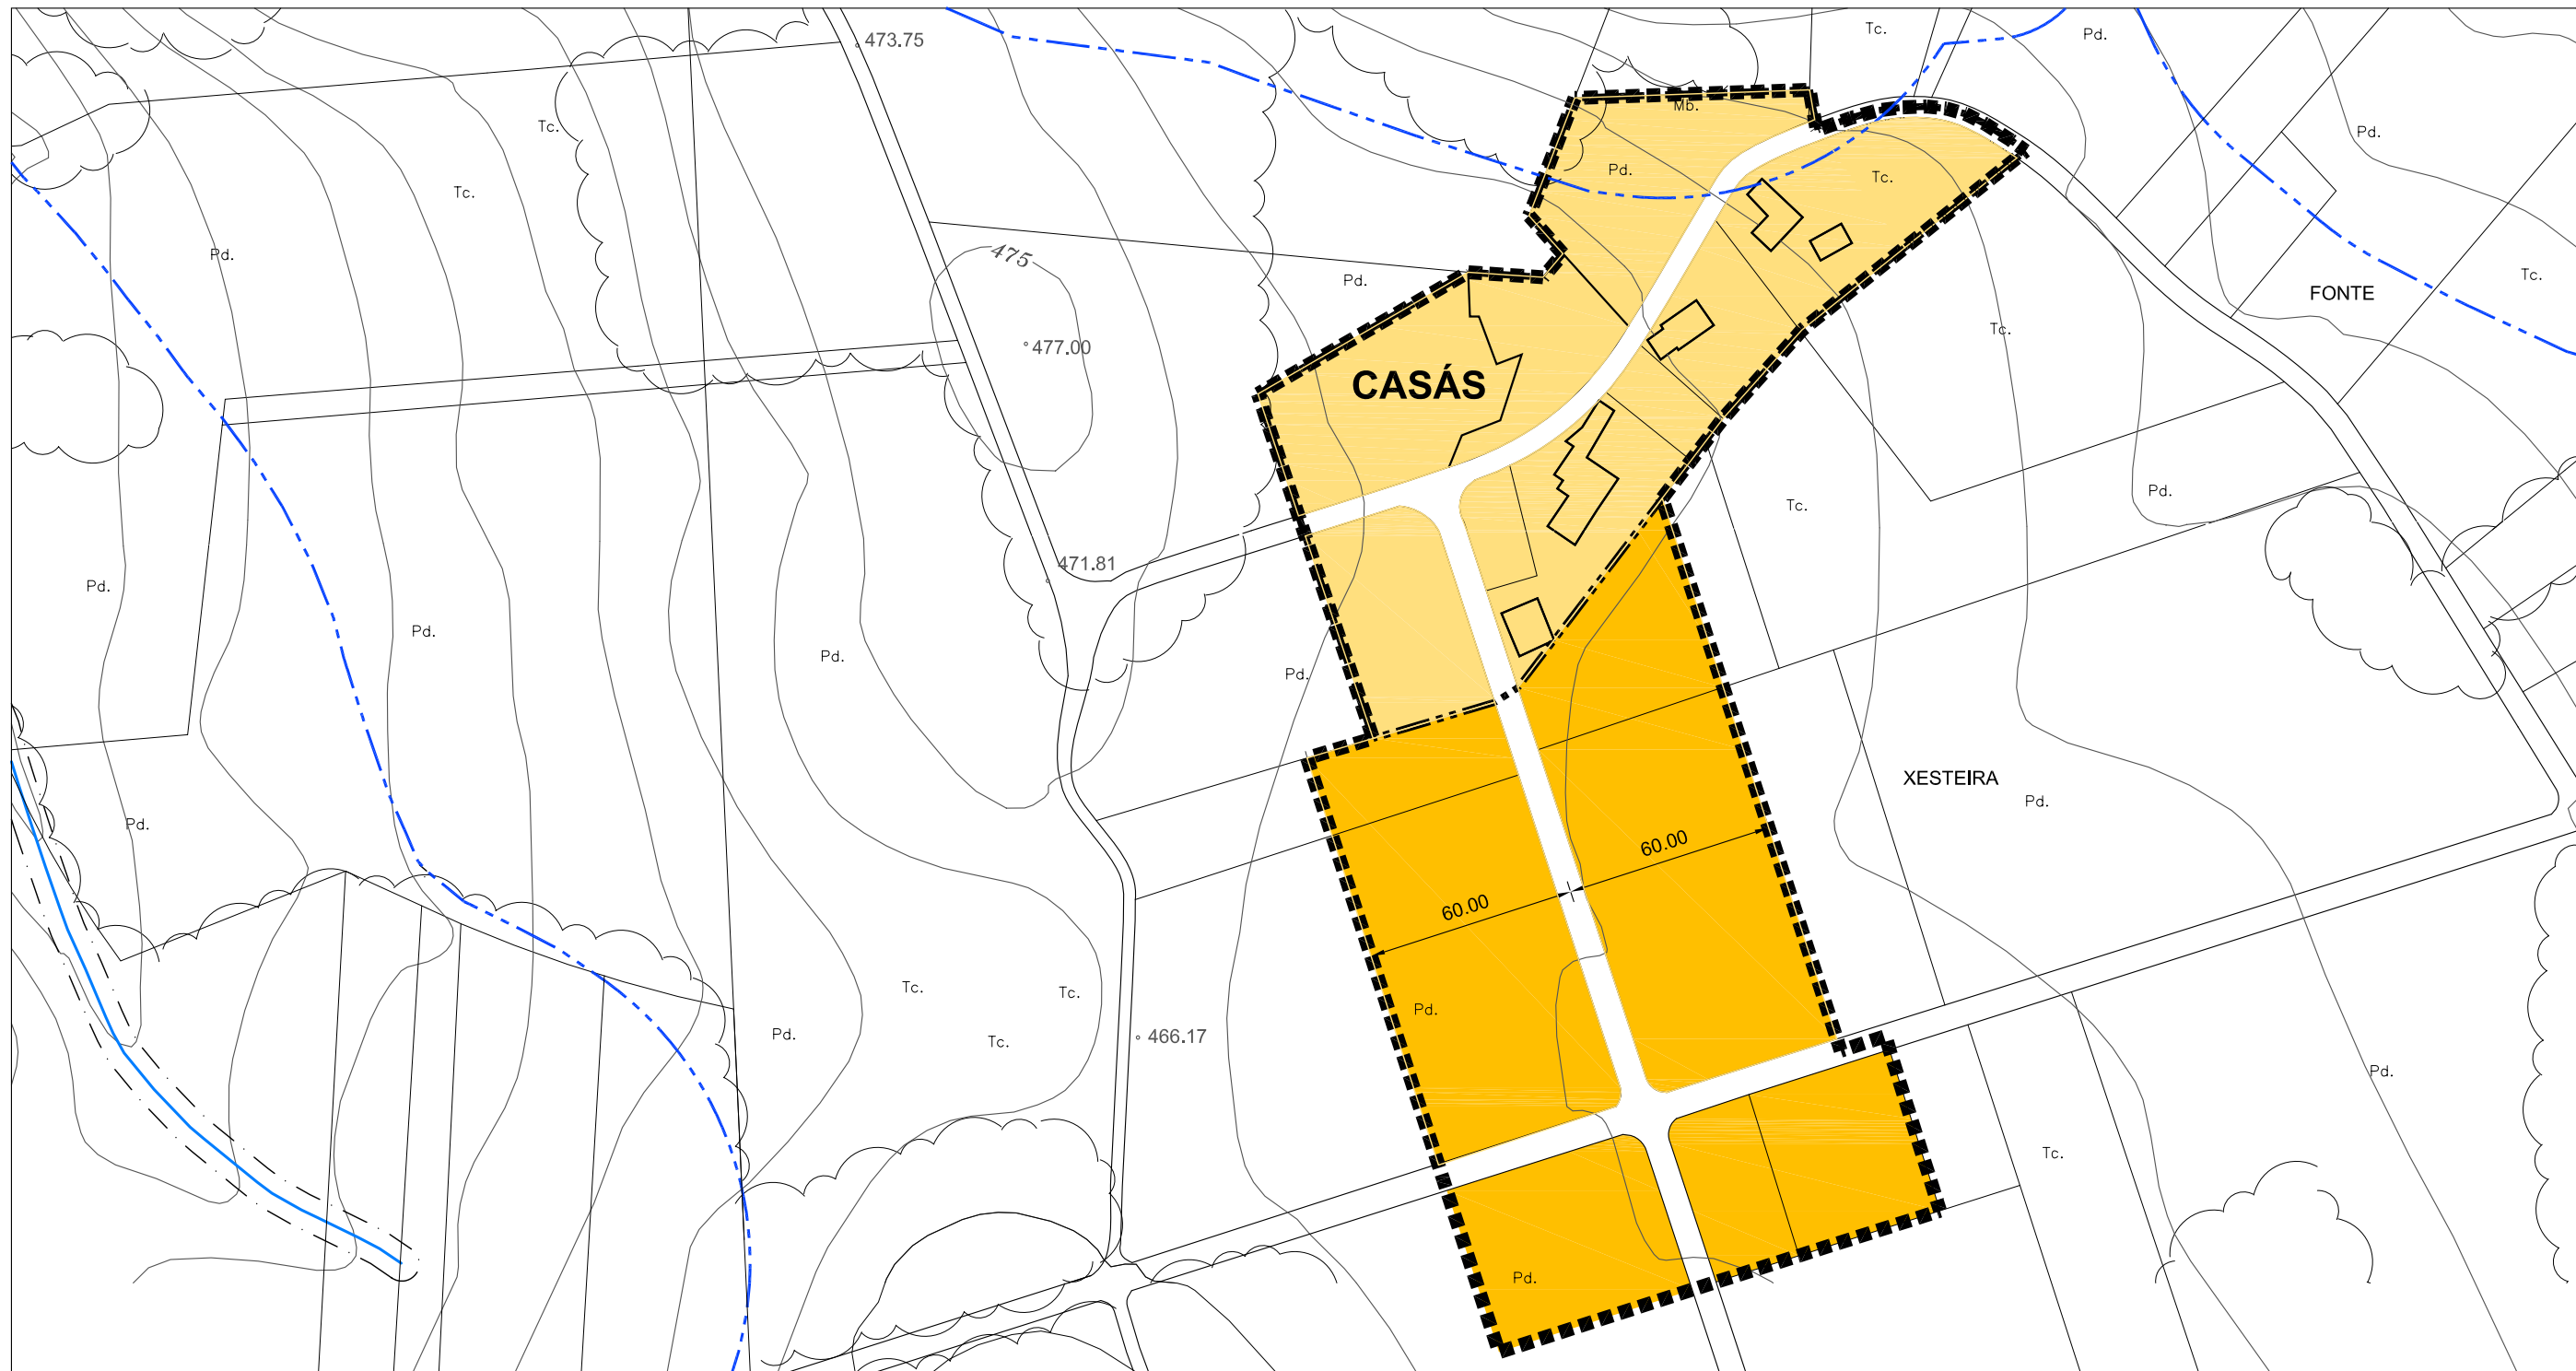 473.75
Tc.
Pd.
Mb.
Tc.
Pd.
Pd.
Tc.
Tc.
Pd.
475
Pd.
Tc.
FONTE
477.00
Tc.
CASÁS
Pd.
Tc.
471.81
Pd.
Pd.
Pd.
Pd.
XESTEIRA
Pd.
Pd.
60.00
60.00
Tc.
Tc.
Pd.
Pd.
Tc.
466.17
Pd.
Tc.
Pd.